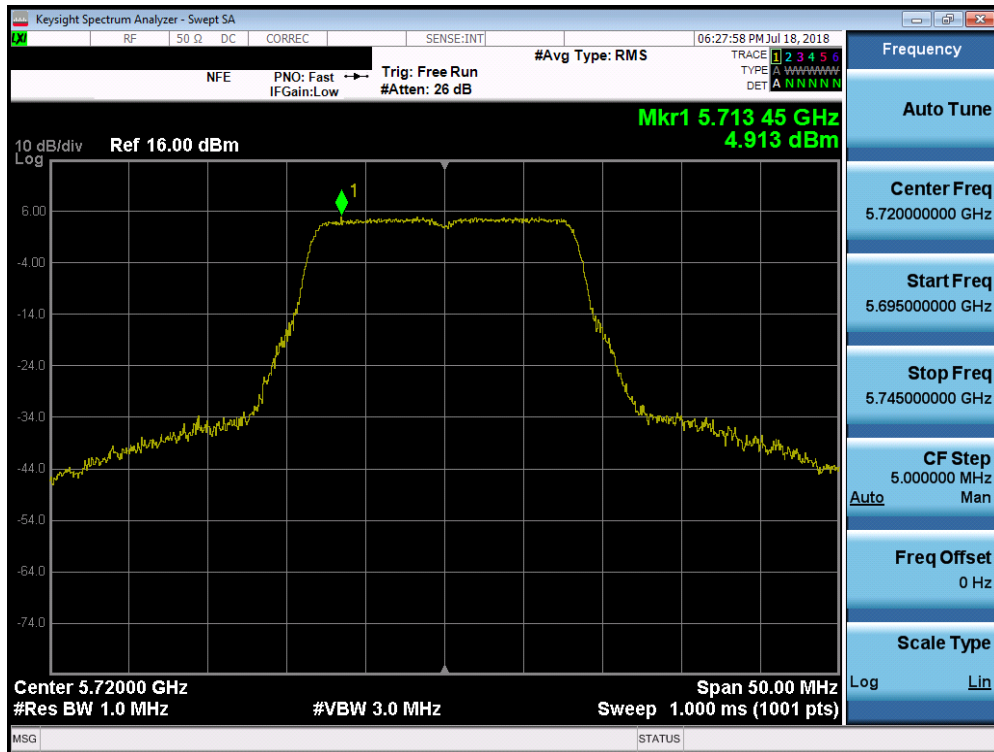 Keysight Spectrum Analyzer - Swept SA
LXI RF 50 Ω DC CORREC SENSE:INT 06:27:58 PM Jul 18, 2018
NFE PNO: Fast Trig: Free Run #Avg Type: RMS TRACE 1 2 3 4 5 6
IFGain:Low #Atten: 26 dB TYPE A WWWWWW
DET A N N N N N
Mkr1 5.713 45 GHz
4.913 dBm
10 dB/div Ref 16.00 dBm
Log
1
6.00
-4.00
-14.0
-24.0
-34.0
-44.0
-54.0
-64.0
-74.0
Center 5.72000 GHz Span 50.00 MHz
#Res BW 1.0 MHz #VBW 3.0 MHz Sweep 1.000 ms (1001 pts)
MSG STATUS
Frequency
Auto Tune
Center Freq
5.720000000 GHz
Start Freq
5.695000000 GHz
Stop Freq
5.745000000 GHz
CF Step
5.000000 MHz
Auto Man
Freq Offset
0 Hz
Scale Type
Log Lin